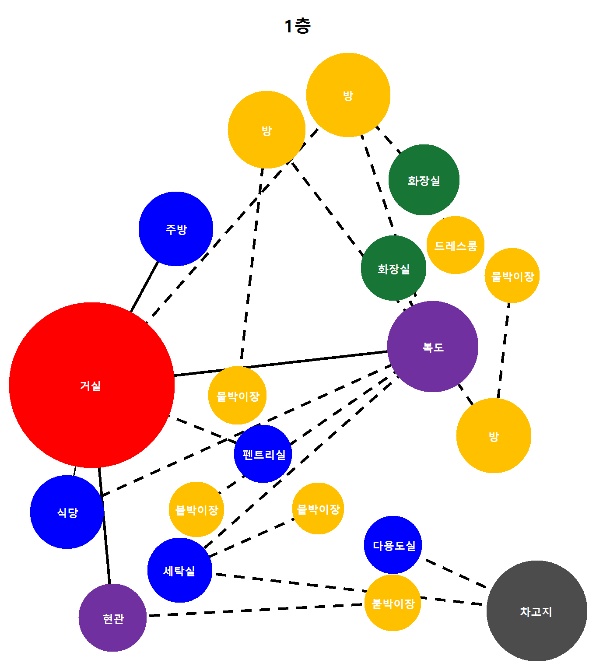 1층
방
방
화장실
주방
드레스룸
화장실
붙박이장
복도
거실
붙박이장
방
펜트리실
붙박이장
붙박이장
식당
다용도실
세탁실
붙박이장
차고지
현관